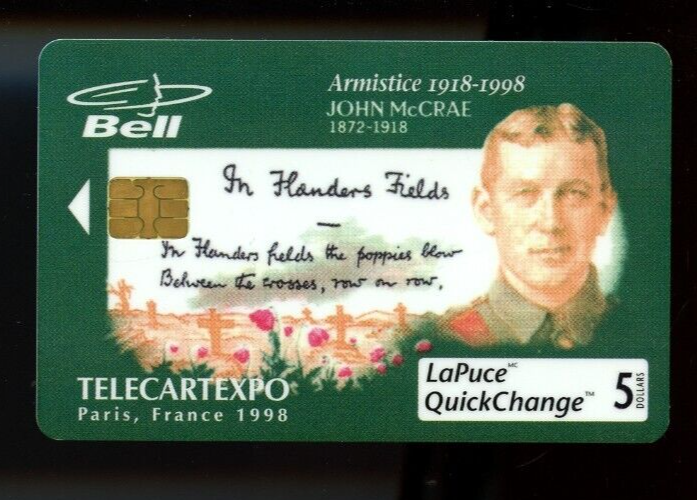 Bell
Armistice 1918-1998
JOHN McCRAE
1872-1918
In Flanders Fields
—
In Flanders fields the poppies blow
Between the crosses, row on row,
TELECARTEXPO
Paris, France 1998
LaPuce MC
QuickChange™
5 DOLLARS